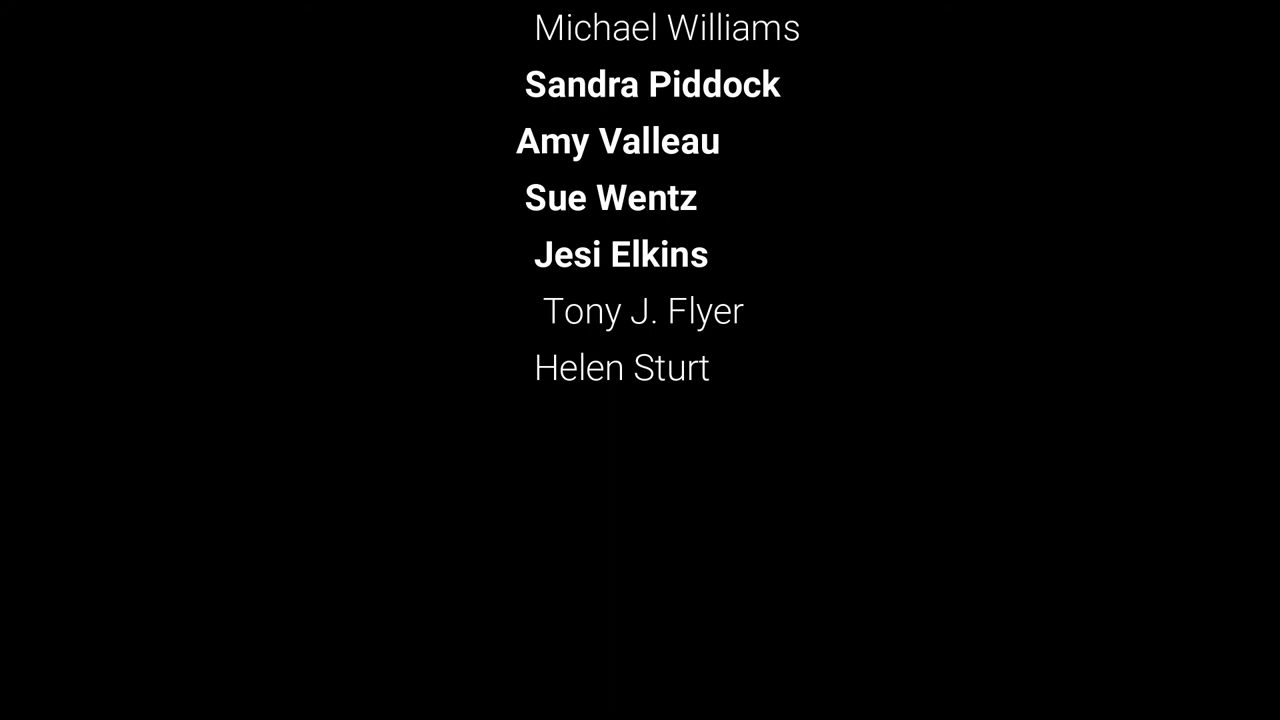 Michael Williams
Sandra Piddock
Amy Valleau
Sue Wentz
Jesi Elkins
Tony J. Flyer
Helen Sturt